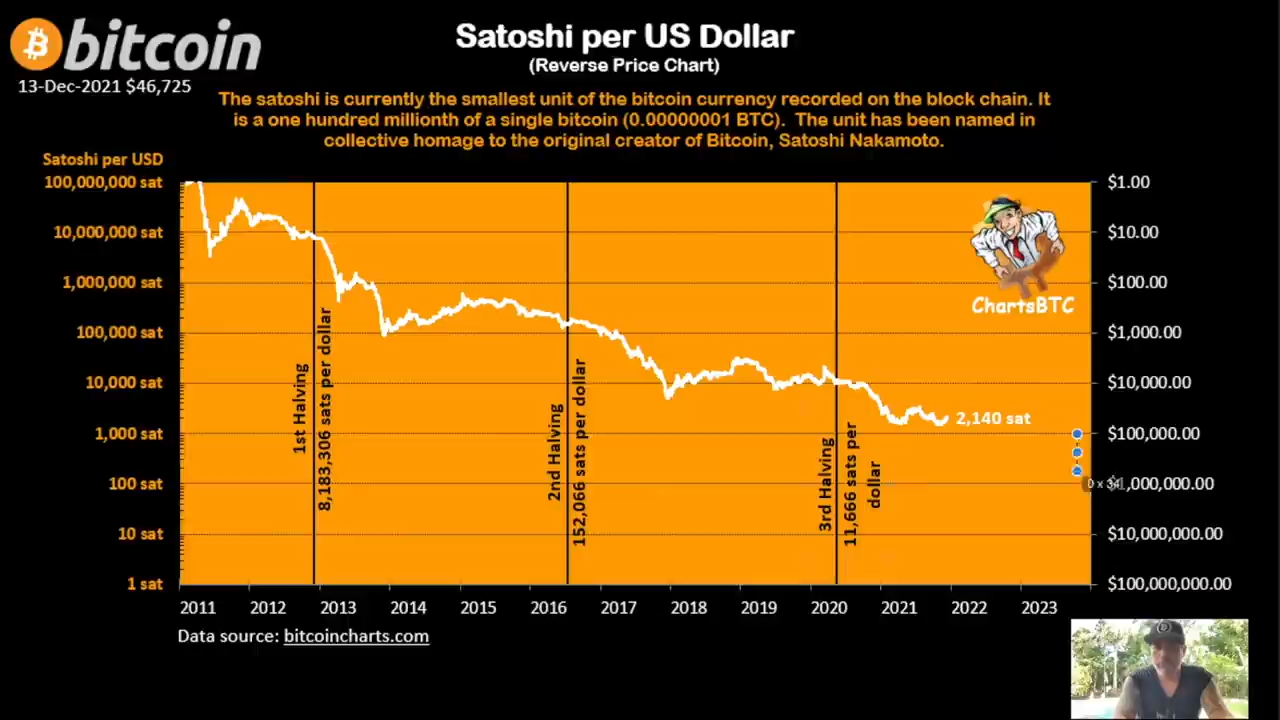 bitcoin
13-Dec-2021 $46,725
Satoshi per US Dollar
(Reverse Price Chart)
The satoshi is currently the smallest unit of the bitcoin currency recorded on the block chain. It
is a one hundred millionth of a single bitcoin (0.00000001 BTC). The unit has been named in
collective homage to the original creator of Bitcoin, Satoshi Nakamoto.
Satoshi per USD
100,000,000 sat
10,000,000 sat
1,000,000 sat
100,000 sat
10,000 sat
1,000 sat
100 sat
10 sat
1 sat
1st Halving
8,183,306 sats per dollar
2nd Halving
152,066 sats per dollar
3rd Halving
11,666 sats per
dollar
2,140 sat
ChartsBTC
$1.00
$10.00
$100.00
$1,000.00
$10,000.00
$100,000.00
0 x 34
$1,000,000.00
$10,000,000.00
$100,000,000.00
2011 2012 2013 2014 2015 2016 2017 2018 2019 2020 2021 2022 2023
Data source: bitcoincharts.com